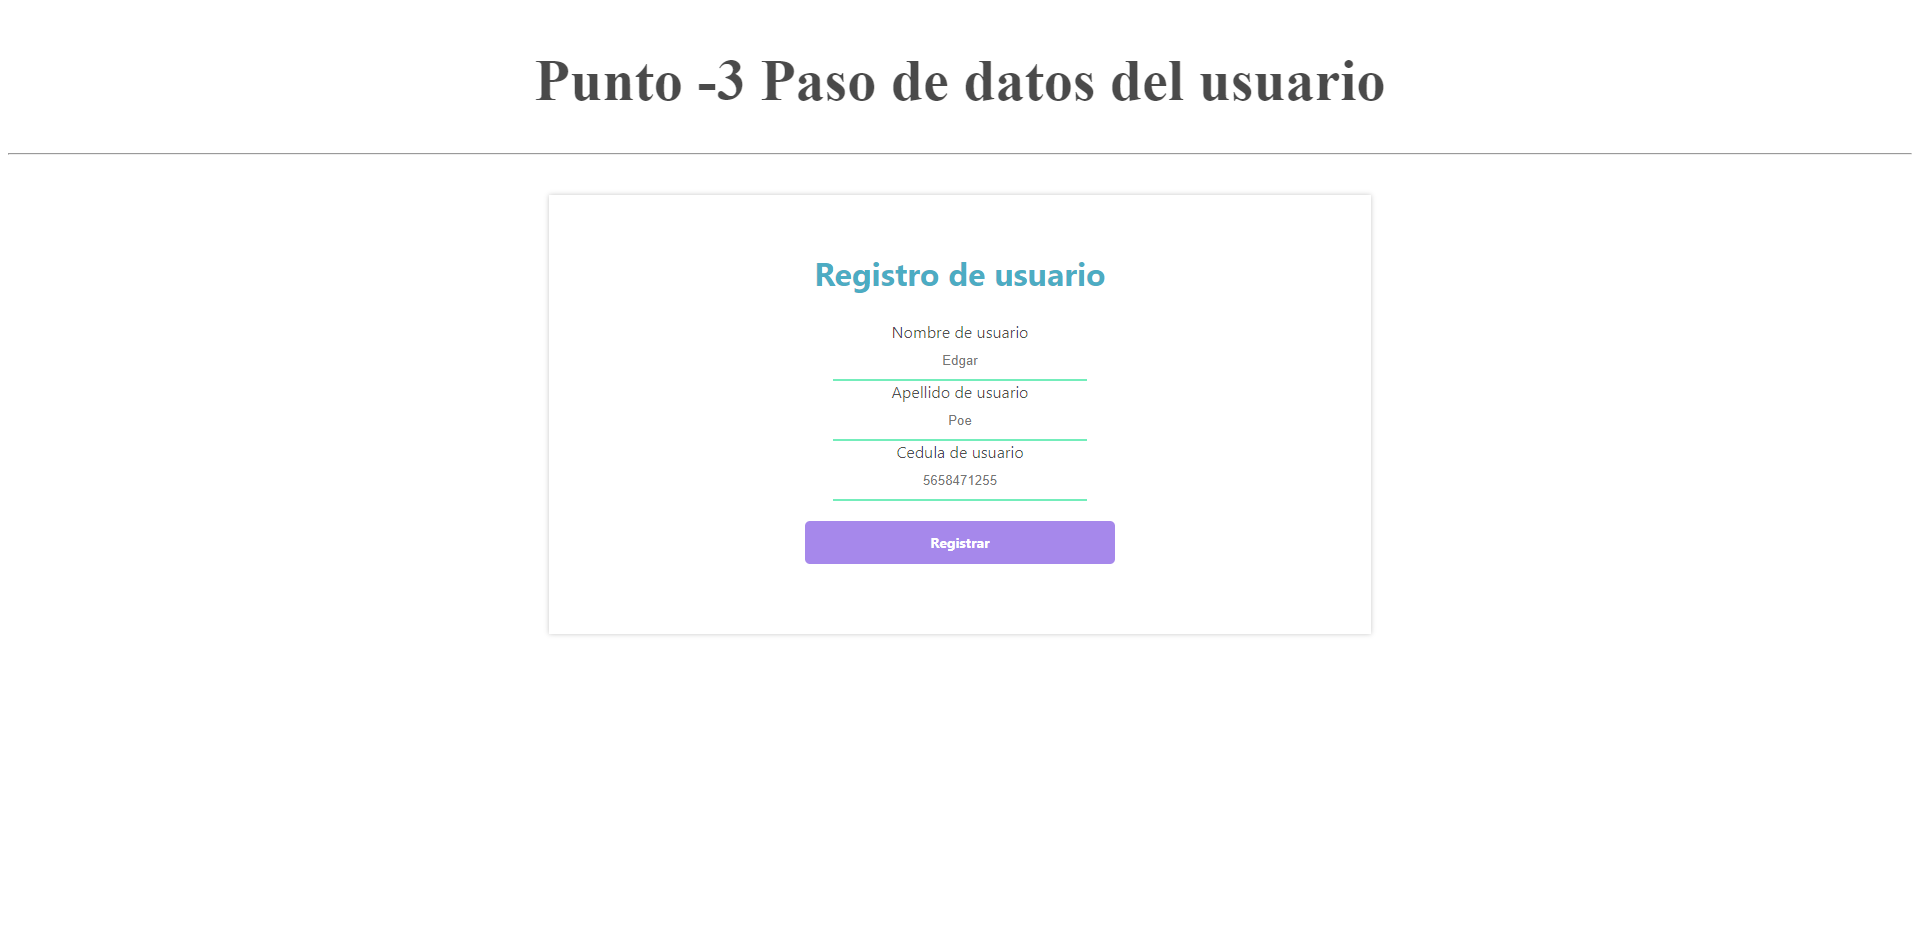 Punto -3 Paso de datos del usuario
Registro de usuario
Nombre de usuario
Edgar
Apellido de usuario
Poe
Cedula de usuario
5658471255
Registrar